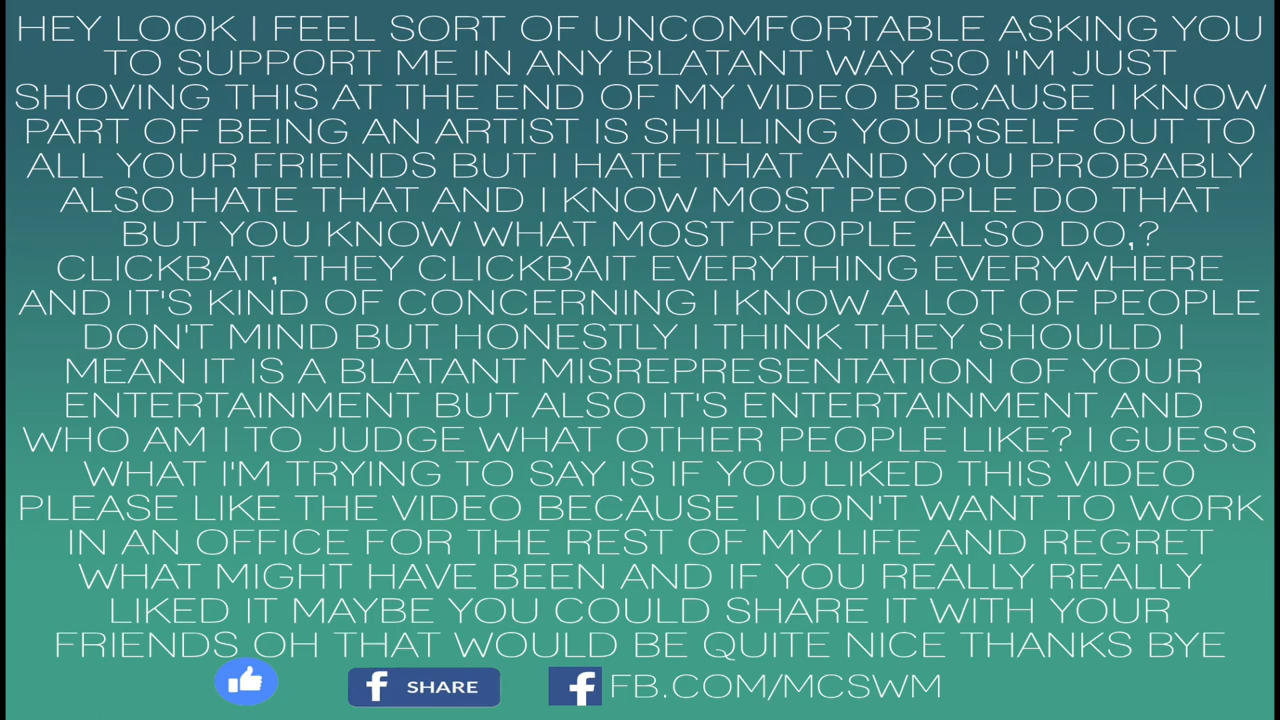 HEY LOOK I FEEL SORT OF UNCOMFORTABLE ASKING YOU
TO SUPPORT ME IN ANY BLATANT WAY SO I'M JUST
SHOVING THIS AT THE END OF MY VIDEO BECAUSE I KNOW
PART OF BEING AN ARTIST IS SHILLING YOURSELF OUT TO
ALL YOUR FRIENDS BUT I HATE THAT AND YOU PROBABLY
ALSO HATE THAT AND I KNOW MOST PEOPLE DO THAT
BUT YOU KNOW WHAT MOST PEOPLE ALSO DO,?
CLICKBAIT, THEY CLICKBAIT EVERYTHING EVERYWHERE
AND IT'S KIND OF CONCERNING I KNOW A LOT OF PEOPLE
DON'T MIND BUT HONESTLY I THINK THEY SHOULD I
MEAN IT IS A BLATANT MISREPRESENTATION OF YOUR
ENTERTAINMENT BUT ALSO IT'S ENTERTAINMENT AND
WHO AM I TO JUDGE WHAT OTHER PEOPLE LIKE? I GUESS
WHAT I'M TRYING TO SAY IS IF YOU LIKED THIS VIDEO
PLEASE LIKE THE VIDEO BECAUSE I DON'T WANT TO WORK
IN AN OFFICE FOR THE REST OF MY LIFE AND REGRET
WHAT MIGHT HAVE BEEN AND IF YOU REALLY REALLY
LIKED IT MAYBE YOU COULD SHARE IT WITH YOUR
FRIENDS OH THAT WOULD BE QUITE NICE THANKS BYE
f SHARE f FB.COM/MCSWM